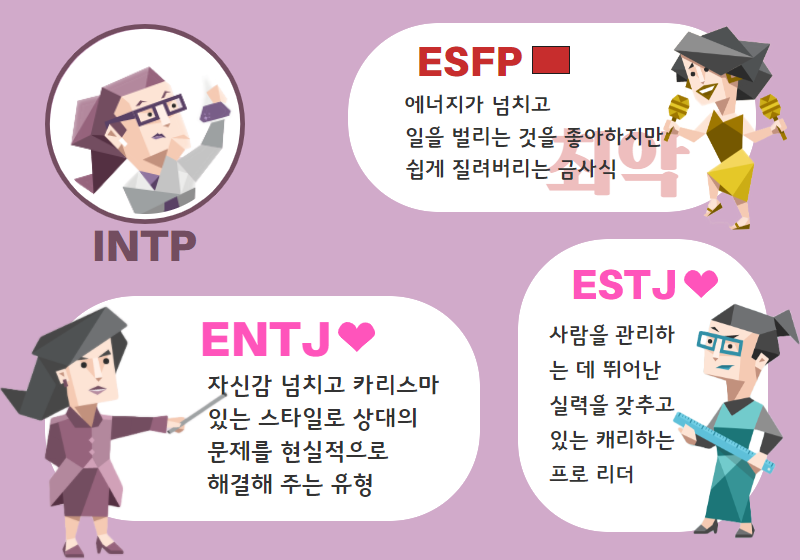 INTP
ESFP
에너지가 넘치고
일을 벌리는 것을 좋아하지만
쉽게 질려버리는 금사식
최악
ENTJ
자신감 넘치고 카리스마
있는 스타일로 상대의
문제를 현실적으로
해결해 주는 유형
ESTJ
사람을 관리하
는 데 뛰어난
실력을 갖추고
있는 캐리하는
프로 리더